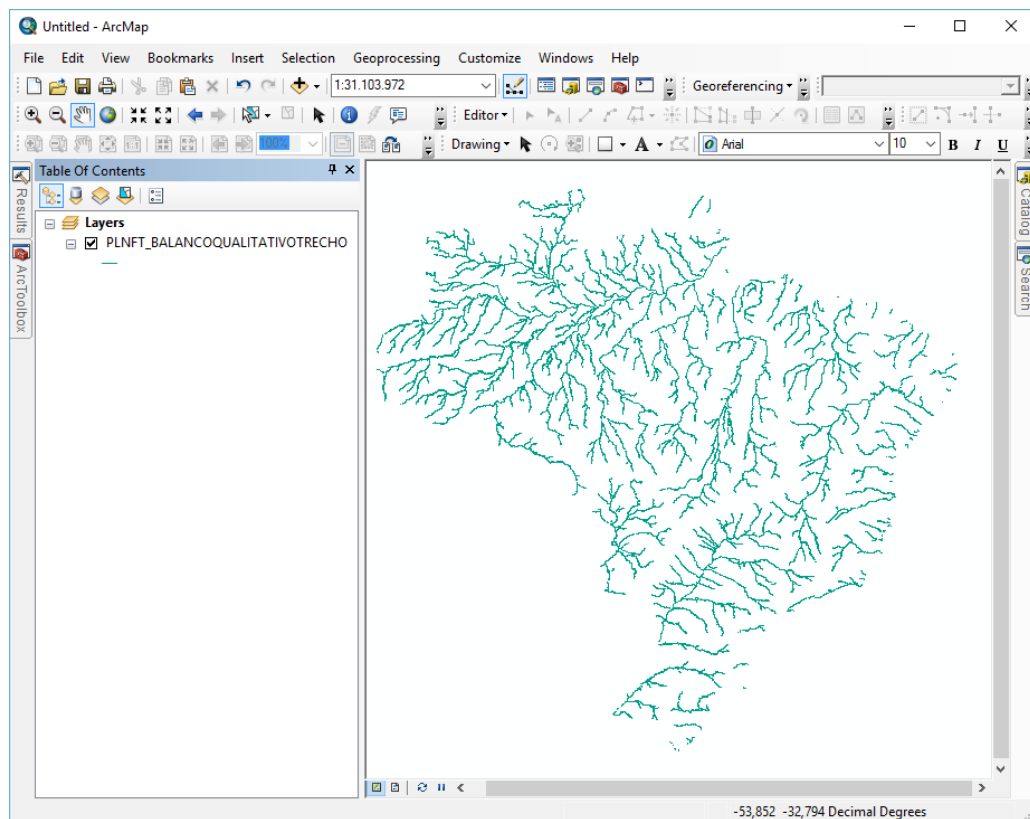 Untitled - ArcMap
File Edit View Bookmarks Insert Selection Geoprocessing Customize Windows Help
1:31.103.972 Georeferencing
Editor
100% Drawing A Arial 10 B I U
Table Of Contents
Results
ArcToolbox
Layers
PLNFT_BALANCOQUALITATIVOTRECHO
Catalog
Search
-53,852 -32,794 Decimal Degrees